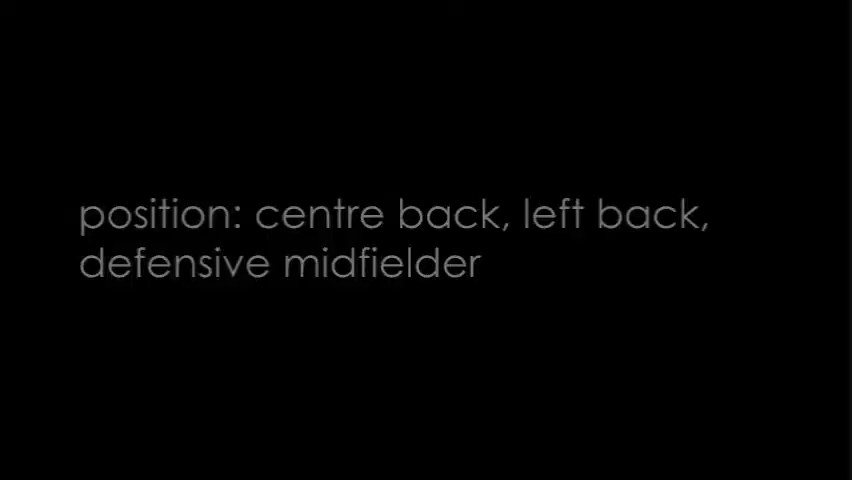 position: centre back, left back,
defensive midfielder